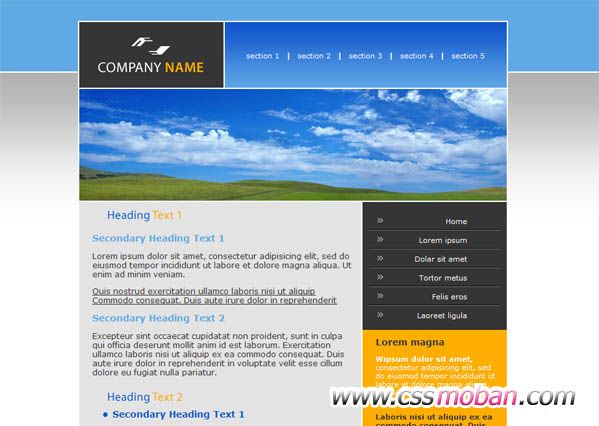 COMPANY NAME
section 1 | section 2 | section 3 | section 4 | section 5
Heading Text 1
Secondary Heading Text 1
Lorem ipsum dolor sit amet, consectetur adipisicing elit, sed do
eiusmod tempor incididunt ut labore et dolore magna aliqua. Ut
enim ad minim veniam.
Quis nostrud exercitation ullamco laboris nisi ut aliquip
Commodo consequat. Duis aute irure dolor in reprehenderit
Secondary Heading Text 2
Excepteur sint occaecat cupidatat non proident, sunt in culpa
qui officia deserunt mollit anim id est laborum. Exercitation
ullamco laboris nisi ut aliquip ex ea commodo consequat. Duis
aute irure dolor in reprehenderit in voluptate velit esse cillum
dolore eu fugiat nulla pariatur.
Heading Text 2
Secondary Heading Text 1
» Home
» Lorem ipsum
» Dolar sit amet
» Tortor metus
» Felis eros
» Laoreet ligula
Lorem magna
Wipsum dolor sit amet,
consectetur adipisicing elit, sed
do eiusmod tempor incididunt
ut labore et dolore magna
www.cssmoban.com
laboris nisi ut aliquip ex ea